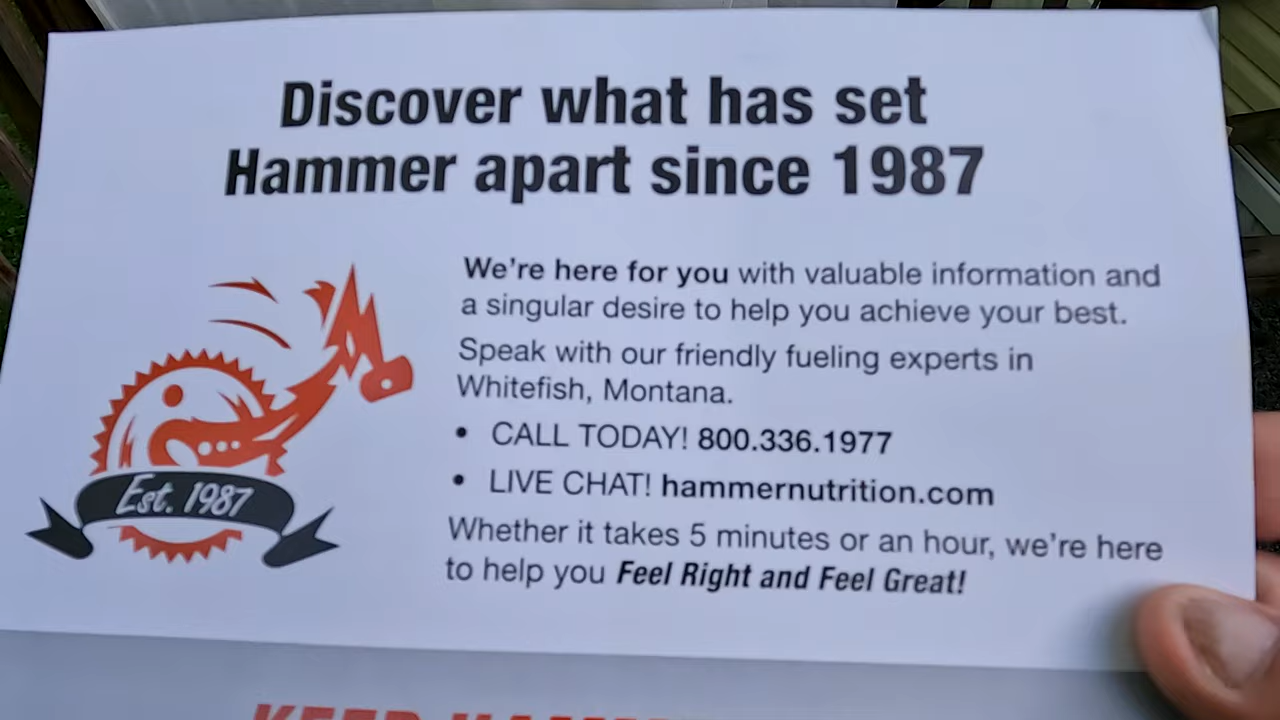 Discover what has set
Hammer apart since 1987
We're here for you with valuable information and
a singular desire to help you achieve your best.
Speak with our friendly fueling experts in
Whitefish, Montana.
• CALL TODAY! 800.336.1977
• LIVE CHAT! hammernutrition.com
Whether it takes 5 minutes or an hour, we're here
to help you Feel Right and Feel Great!
Est. 1987